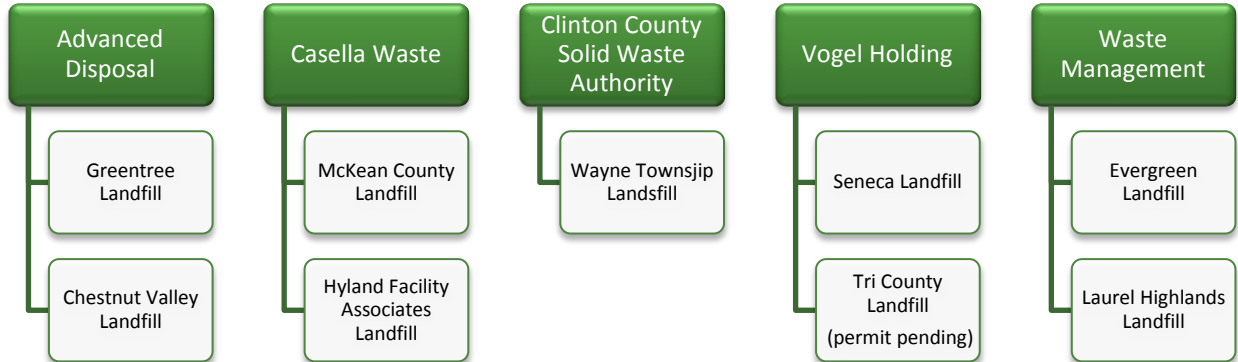 Advanced
Disposal
Greentree
Landfill
Chestnut Valley
Landfill
Casella Waste
McKean County
Landfill
Hyland Facility
Associates
Landfill
Clinton County
Solid Waste
Authority
Wayne Townsjip
Landsfill
Vogel Holding
Seneca Landfill
Tri County
Landfill
(permit pending)
Waste
Management
Evergreen
Landfill
Laurel Highlands
Landfill